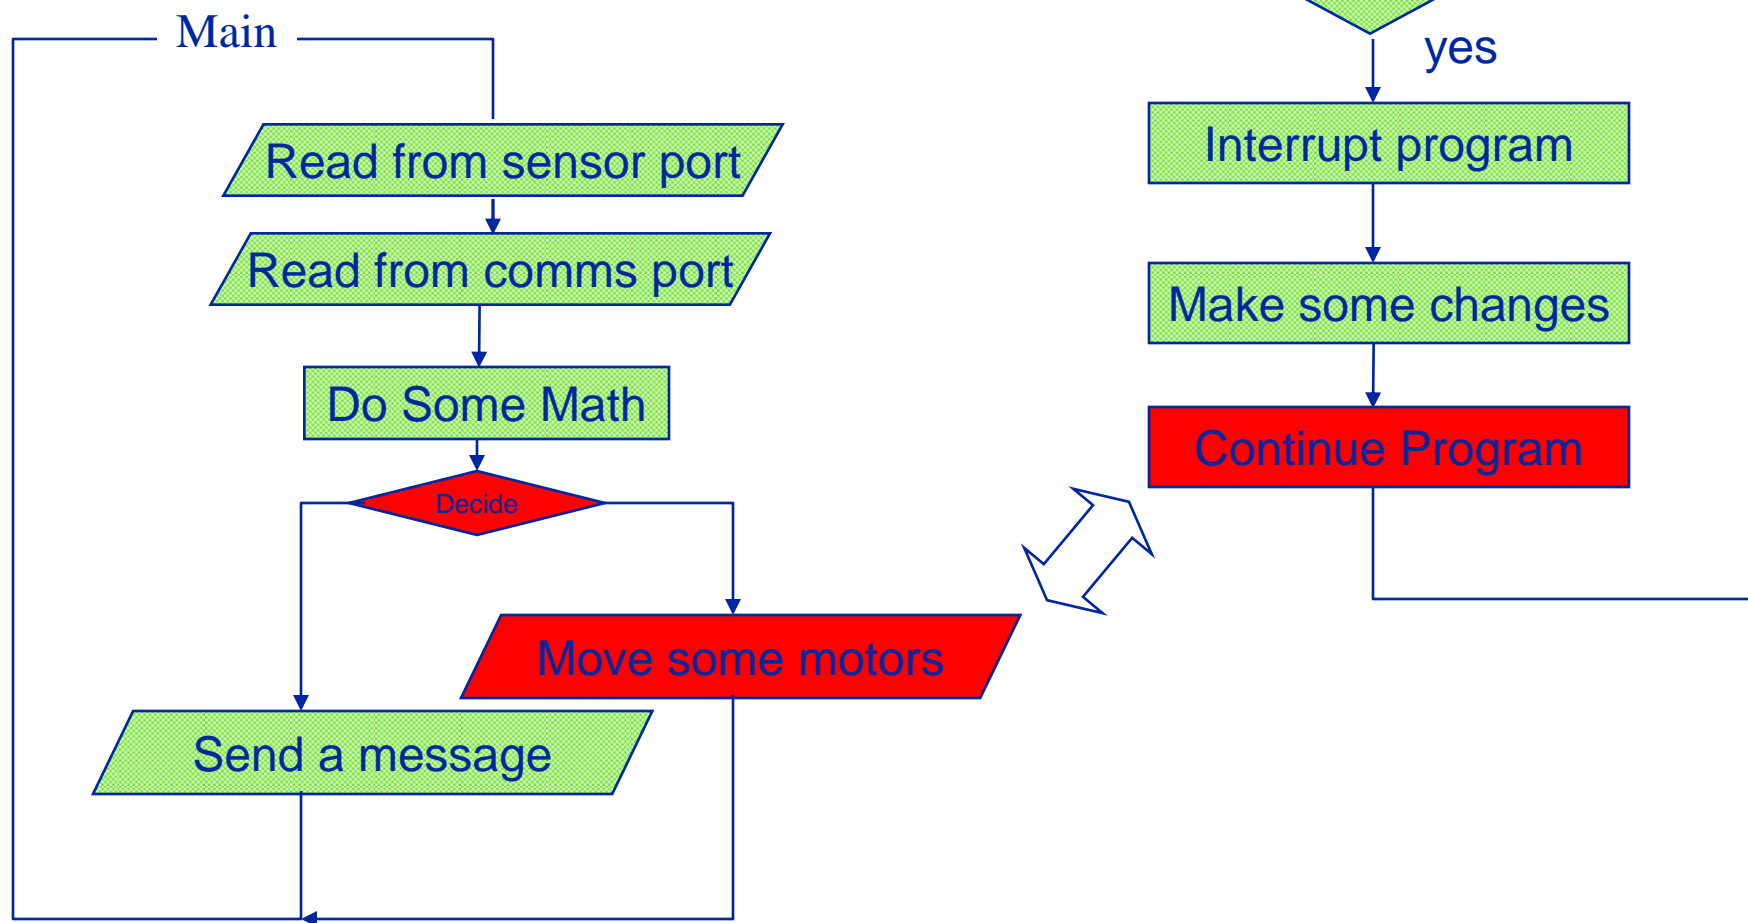 Main
Read from sensor port
Read from comms port
Do Some Math
Decide
Move some motors
Send a message
yes
Interrupt program
Make some changes
Continue Program